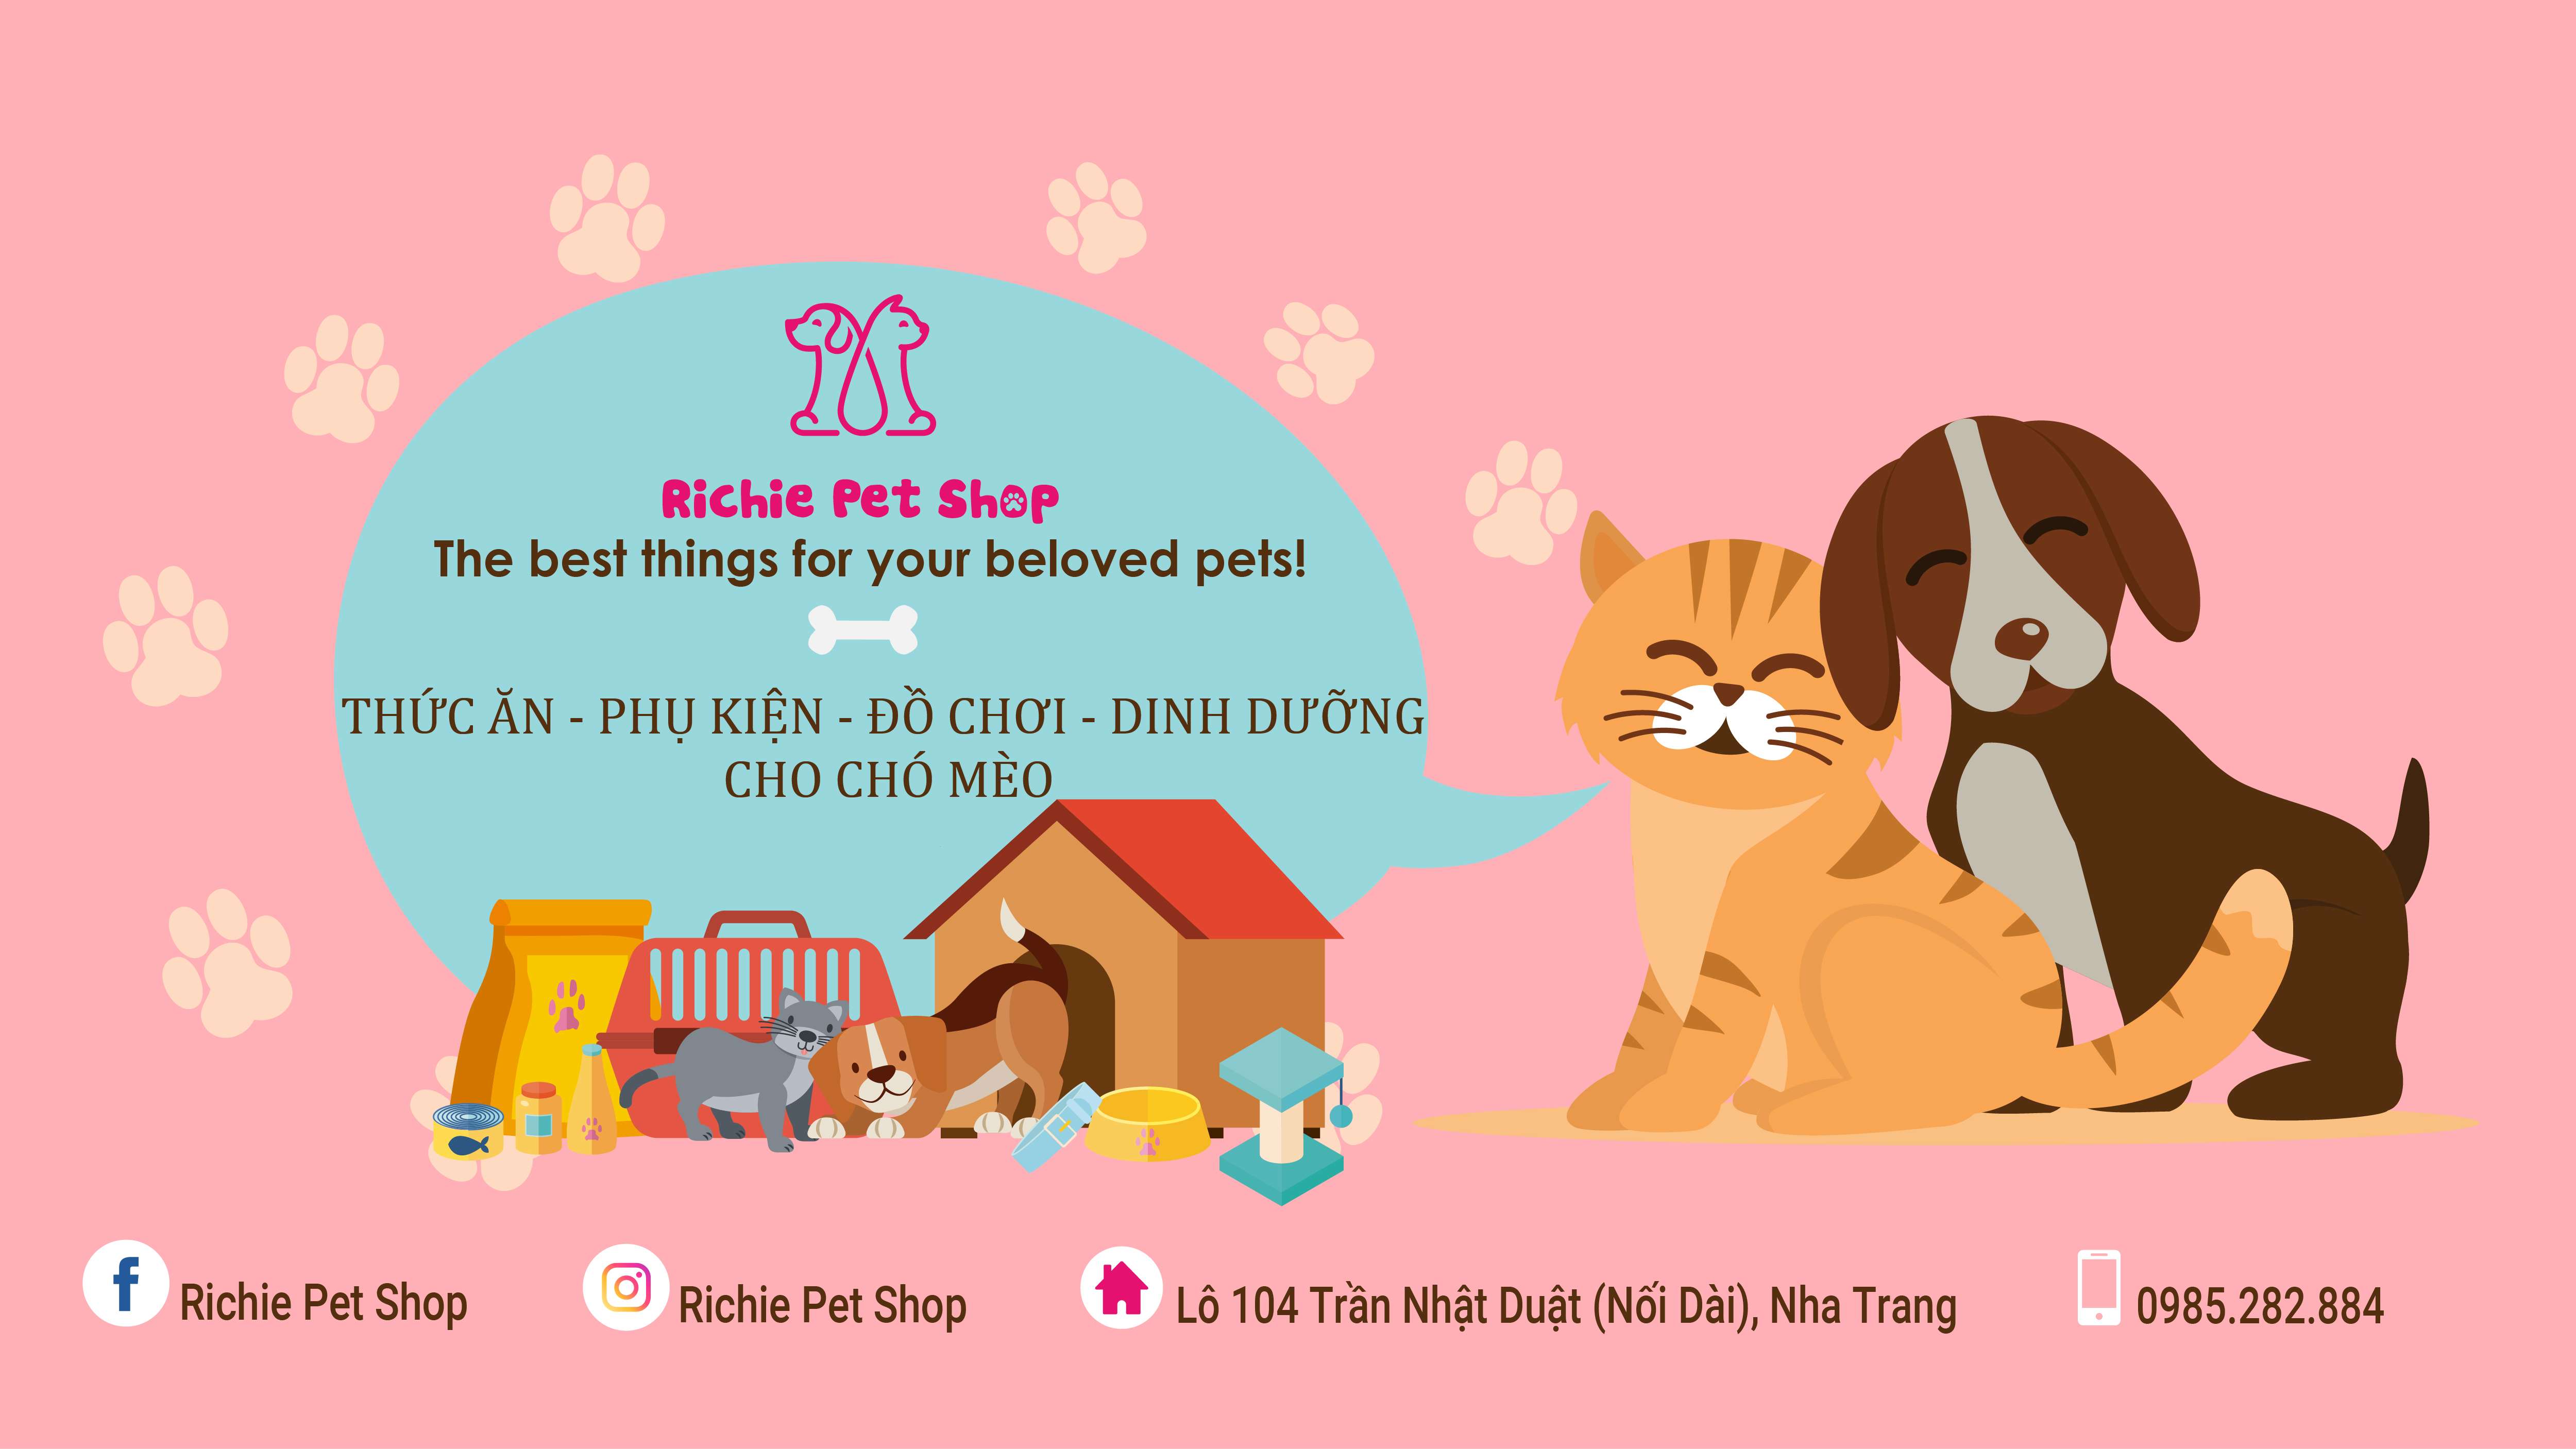 Richie Pet Shop
The best things for your beloved pets!
THỨC ĂN - PHỤ KIỆN - ĐỒ CHƠI - DINH DƯỠNG
CHO CHÓ MÈO
Richie Pet Shop
Richie Pet Shop
Lô 104 Trần Nhật Duật (Nối Dài), Nha Trang
0985.282.884